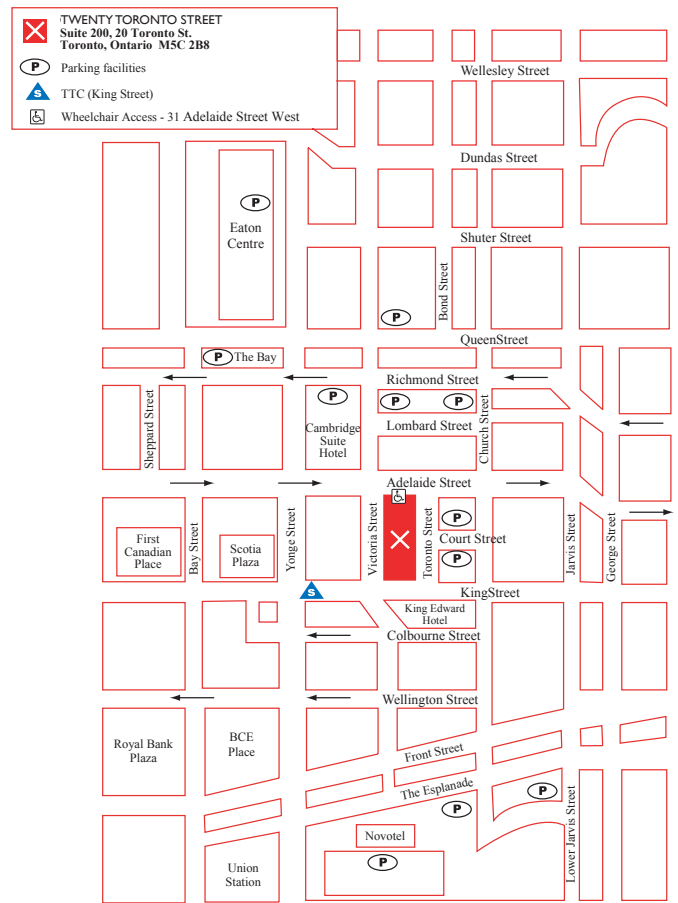 TWENTY TORONTO STREET
Suite 200, 20 Toronto St.
Toronto, Ontario M5C 2B8
P
Parking facilities
S
TTC (King Street)
Wheelchair Access - 31 Adelaide Street West
Wellesley Street
Dundas Street
P
Eaton
Centre
Shuter Street
Bond Street
P
QueenStreet
P The Bay
Richmond Street
P
P
P
Sheppard Street
Cambridge
Suite
Hotel
Lombard Street
Church Street
Adelaide Street
First
Canadian
Place
Bay Street
Scotia
Plaza
Yonge Street
Victoria Street
Toronto Street
P
Court Street
P
Jarvis Street
George Street
S
KingStreet
King Edward
Hotel
Colbourne Street
Wellington Street
Royal Bank
Plaza
BCE
Place
Front Street
The Esplanade
P
P
Lower Jarvis Street
Novotel
P
Union
Station